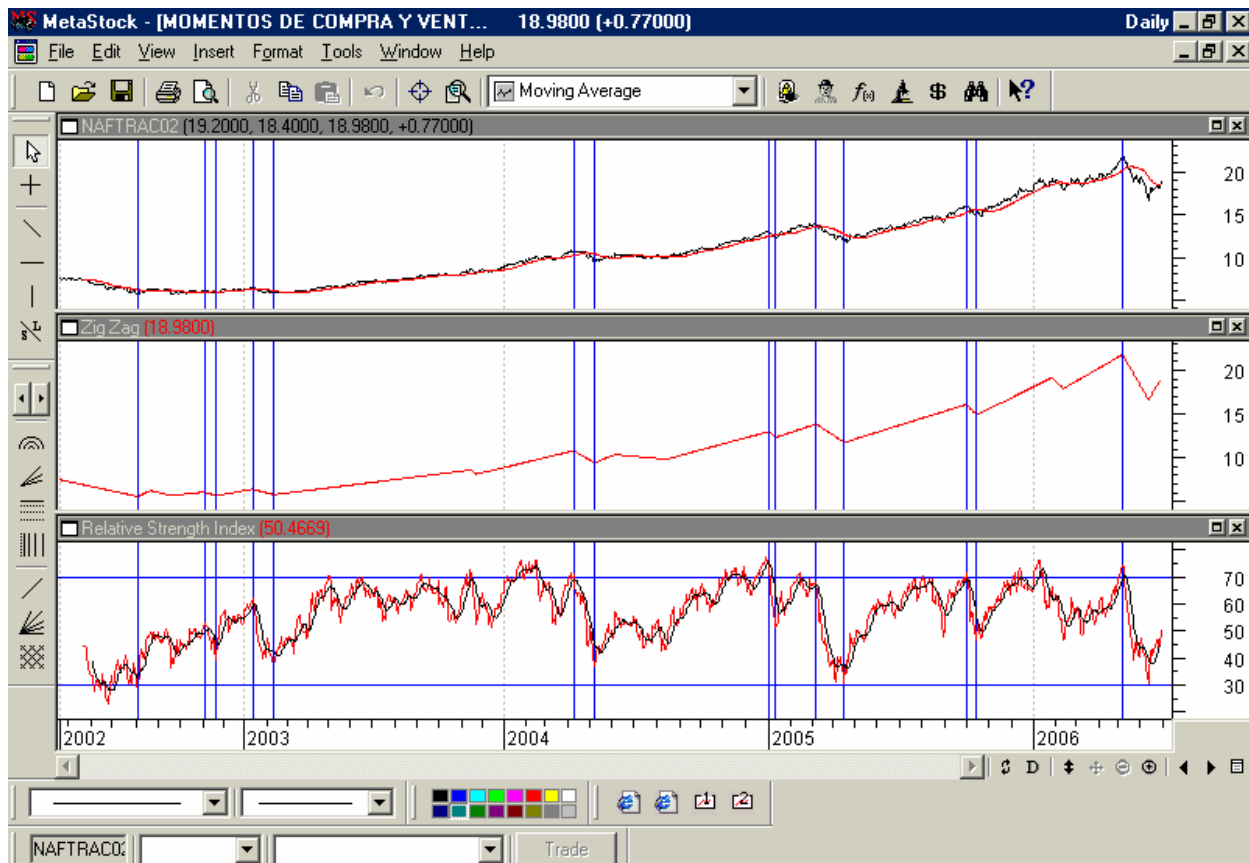 MetaStock - [MOMENTOS DE COMPRA Y VENT... 18.9800 (+0.77000) Daily
File Edit View Insert Format Tools Window Help
Moving Average
NAFTRAC02 (19.2000, 18.4000, 18.9800, +0.77000)
20
15
10
Zig Zag (18.9800)
20
15
10
Relative Strength Index (50.4669)
70
60
50
40
30
2002 2003 2004 2005 2006
D
Trade